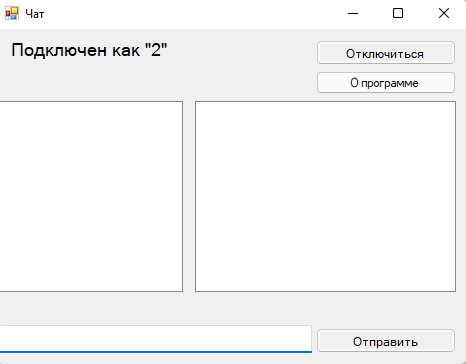 Чат
Подключен как "2"
Отключиться
О программе
Отправить